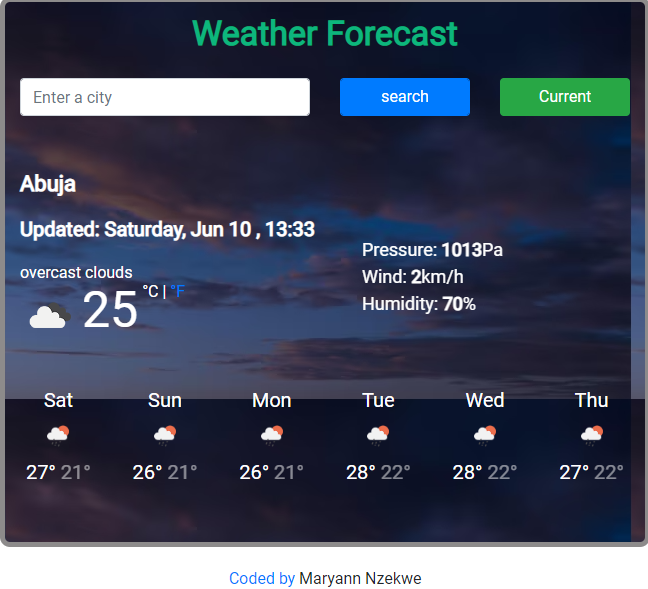 Weather Forecast
Enter a city
search
Current
Abuja
Updated: Saturday, Jun 10 , 13:33
overcast clouds
25 °C | °F
Pressure: 1013Pa
Wind: 2km/h
Humidity: 70%
Sat Sun Mon Tue Wed Thu
27° 21° 26° 21° 26° 21° 28° 22° 28° 22° 27° 22°
Coded by Maryann Nzekwe